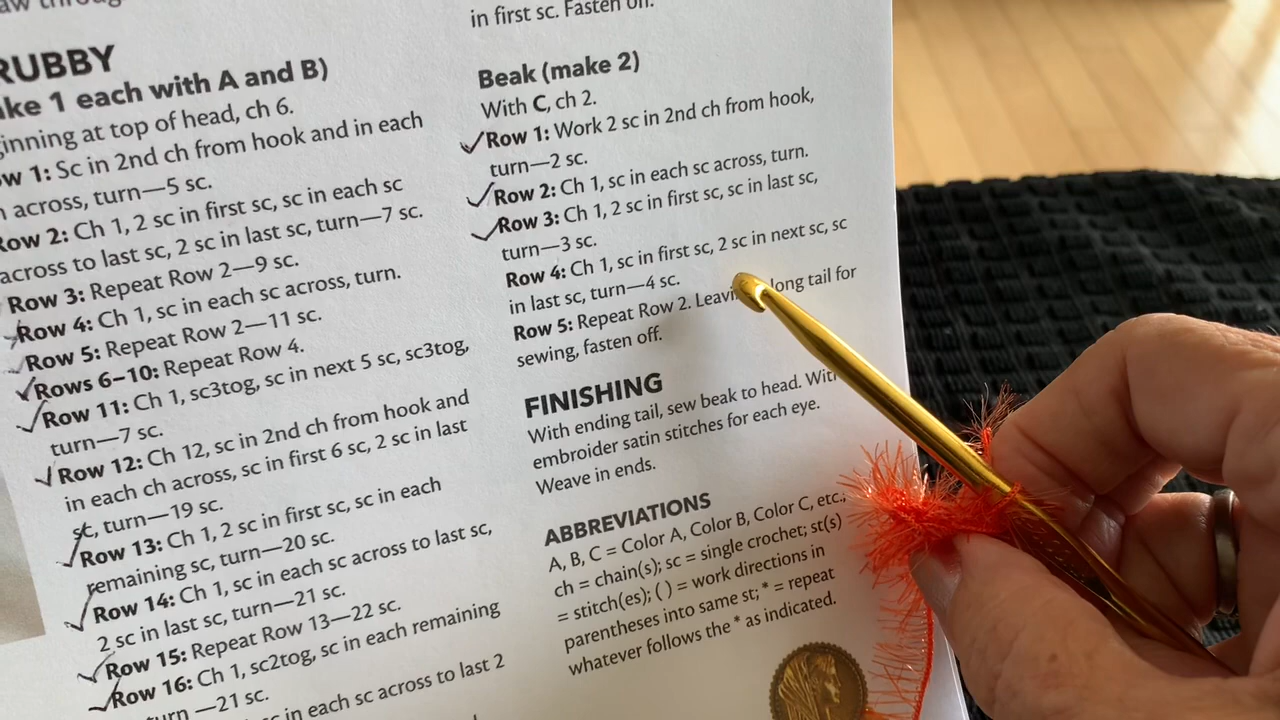 in first sc. Fasten off.
ake 1 each with A and B)
at top of head, ch 6.
1: Sc in 2nd ch from hook and in each
across, turn—5 sc.
Row 2: Ch 1, 2 sc in first sc, sc in each sc
across to last sc, 2 sc in last sc, turn—7 sc.
Row 3: Repeat Row 2—9 sc.
Row 4: Ch 1, sc in each sc across, turn.
Row 5: Repeat Row 2—11 sc.
Rows 6–10: Repeat Row 4.
Row 11: Ch 1, sc3tog, sc in next 5 sc, sc3tog,
turn—7 sc.
Row 12: Ch 12, sc in 2nd ch from hook and
in each ch across, sc in first 6 sc, 2 sc in last
st, turn—19 sc.
Row 13: Ch 1, 2 sc in first sc, sc in each
remaining sc, turn—20 sc.
Row 14: Ch 1, sc in each sc across to last sc,
2 sc in last sc, turn—21 sc.
Row 15: Repeat Row 13—22 sc.
Row 16: Ch 1, sc2tog, sc in each remaining
turn —21 sc.
in each sc across to last 2
Beak (make 2)
With C, ch 2.
Row 1: Work 2 sc in 2nd ch from hook,
turn—2 sc.
Row 2: Ch 1, sc in each sc across, turn.
Row 3: Ch 1, 2 sc in first sc, sc in last sc,
turn—3 sc.
Row 4: Ch 1, sc in first sc, 2 sc in next sc, sc
in last sc, turn—4 sc.
Row 5: Repeat Row 2. Leavi long tail for
sewing, fasten off.
FINISHING
With ending tail, sew beak to head. With
embroider satin stitches for each eye.
Weave in ends.
ABBREVIATIONS
A, B, C = Color A, Color B, Color C, etc.;
ch = chain(s); sc = single crochet; st(s)
= stitch(es); ( ) = work directions in
parentheses into same st; * = repeat
whatever follows the * as indicated.